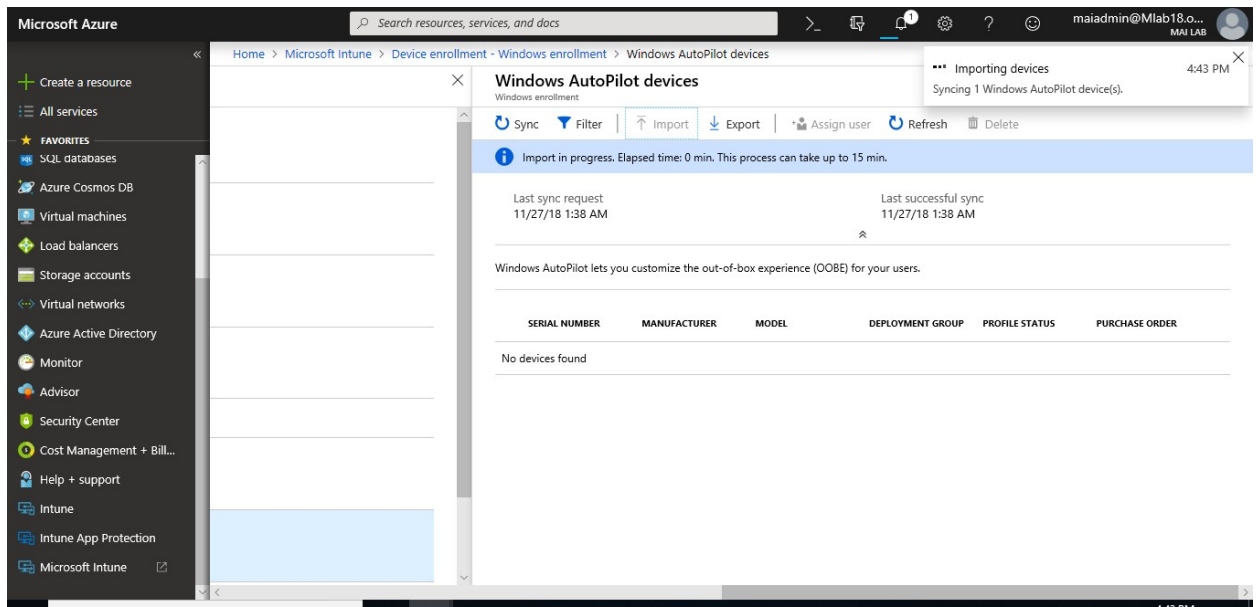 Microsoft Azure
Search resources, services, and docs
1
maiadmin@Mlab18.o...
MAI LAB
Home > Microsoft Intune > Device enrollment - Windows enrollment > Windows AutoPilot devices
Importing devices
4:43 PM
Syncing 1 Windows AutoPilot device(s).
Create a resource
All services
FAVORITES
SQL databases
Azure Cosmos DB
Virtual machines
Load balancers
Storage accounts
Virtual networks
Azure Active Directory
Monitor
Advisor
Security Center
Cost Management + Bill...
Help + support
Intune
Intune App Protection
Microsoft Intune
Windows AutoPilot devices
Windows enrollment
Sync Filter Import Export Assign user Refresh Delete
Import in progress. Elapsed time: 0 min. This process can take up to 15 min.
Last sync request
11/27/18 1:38 AM
Last successful sync
11/27/18 1:38 AM
Windows AutoPilot lets you customize the out-of-box experience (OOBE) for your users.
SERIAL NUMBER MANUFACTURER MODEL DEPLOYMENT GROUP PROFILE STATUS PURCHASE ORDER
No devices found